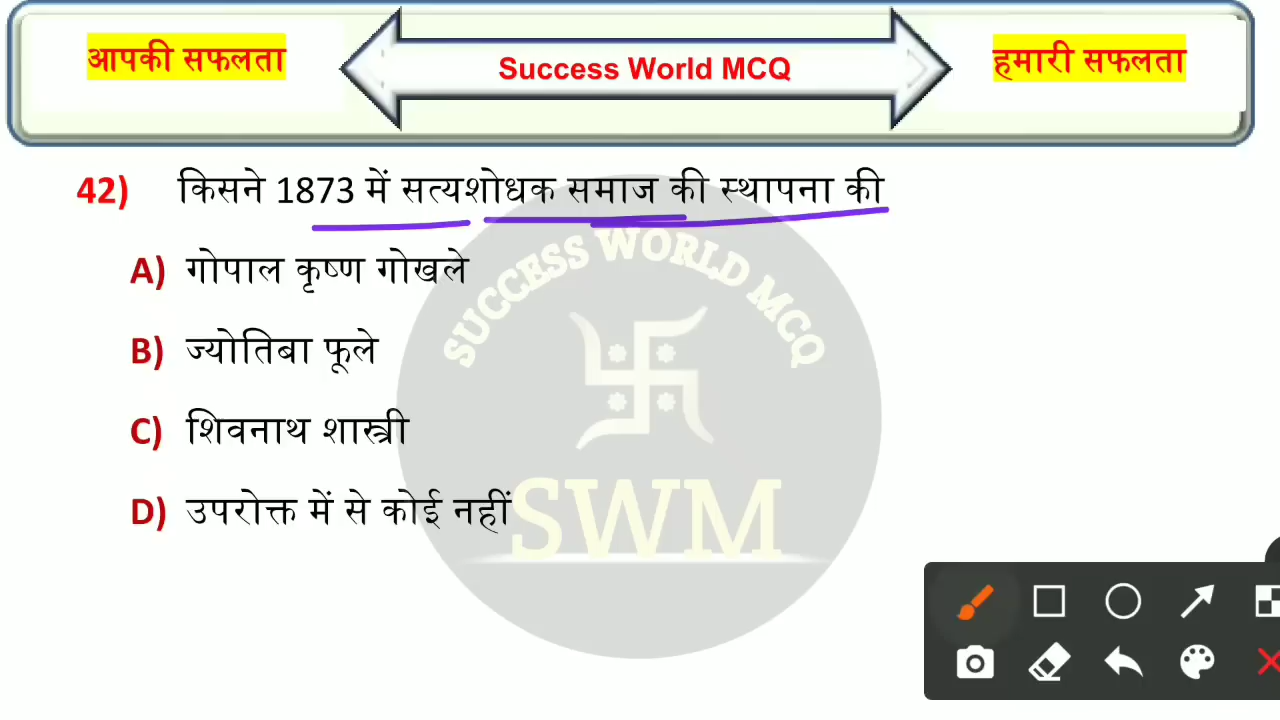 आपकी सफलता
Success World MCQ
हमारी सफलता
42) किसने 1873 में सत्यशोधक समाज की स्थापना की
A) गोपाल कृष्ण गोखले
B) ज्योतिबा फूले
C) शिवनाथ शास्त्री
D) उपरोक्त में से कोई नहीं
SUCCESS WORLD MCQ
SWM